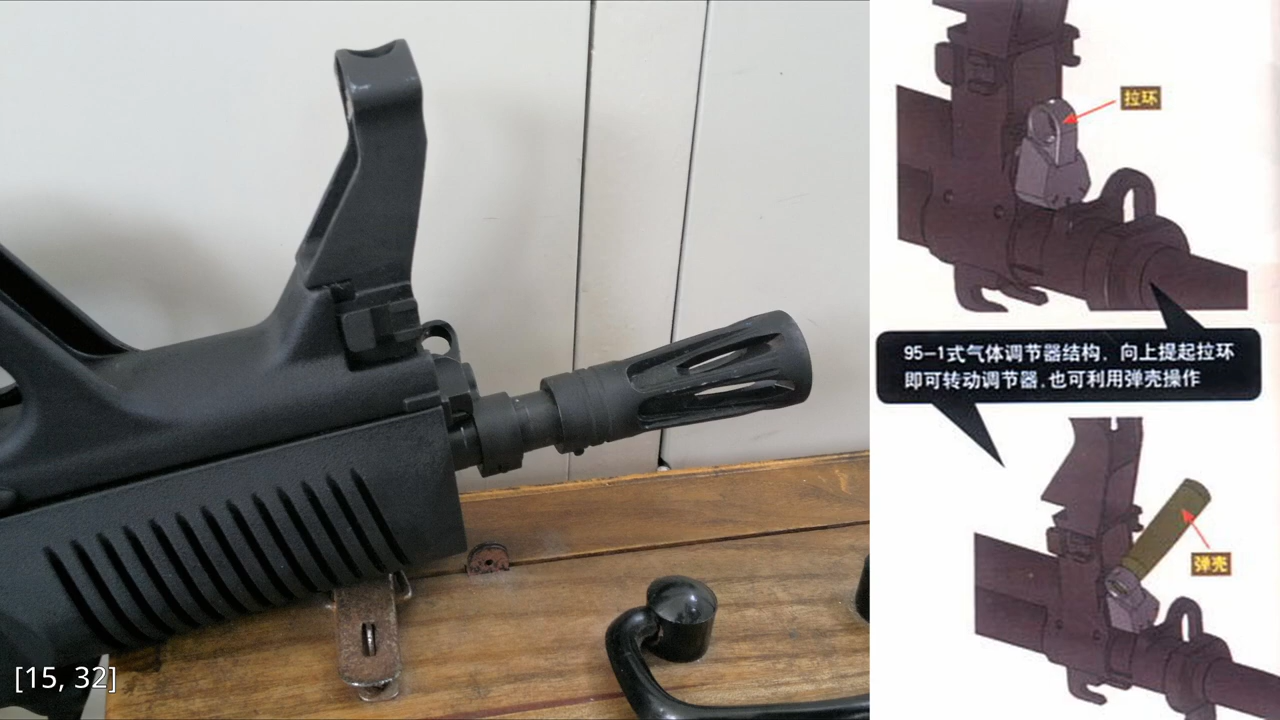 拉环
95-1式气体调节器结构，向上提起拉环
即可转动调节器，也可利用弹壳操作
弹壳
[15, 32]